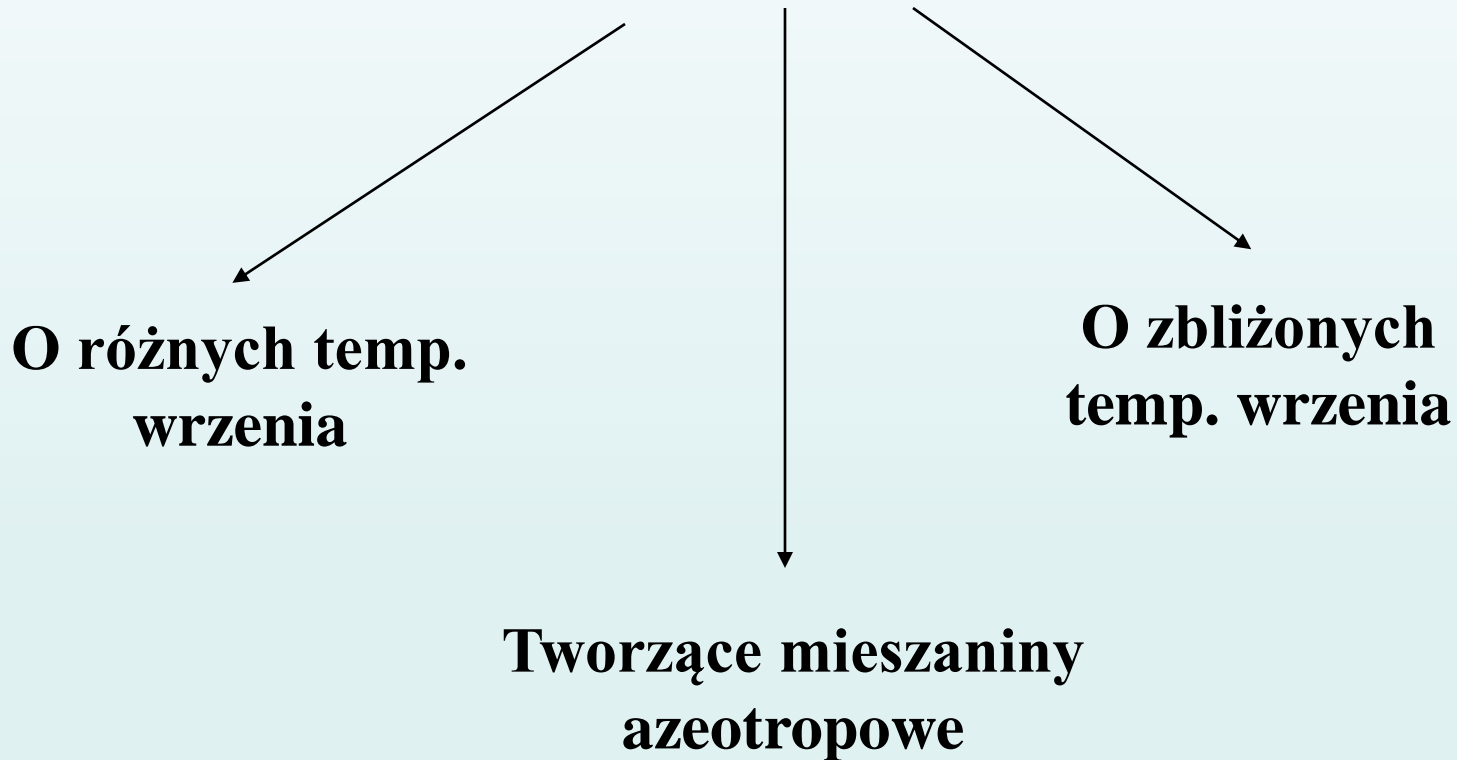 O różnych temp.
wrzenia
O zbliżonych
temp. wrzenia
Tworzące mieszaniny
azeotropowe